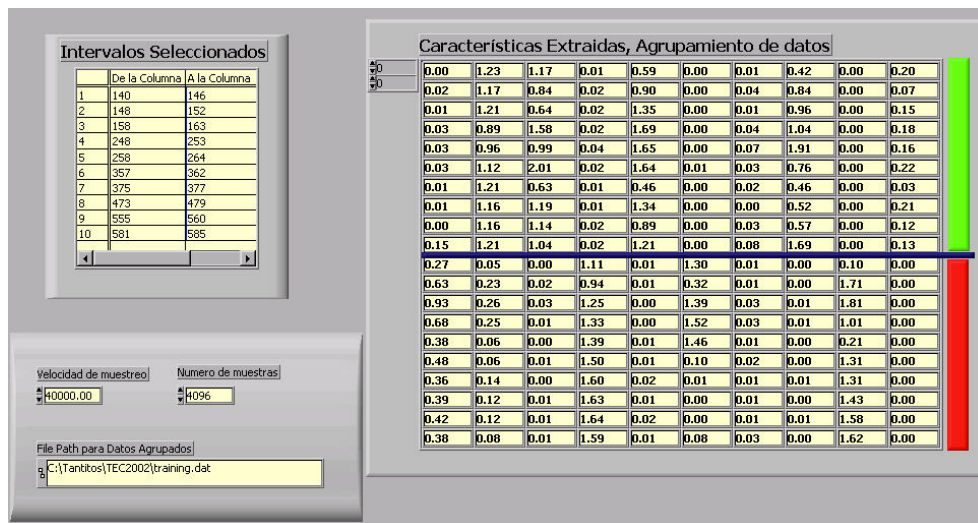 Intervalos Seleccionados
De la Columna A la Columna
1 140 146
2 148 152
3 158 163
4 248 253
5 258 264
6 357 362
7 375 377
8 473 479
9 555 560
10 581 585
Velocidad de muestreo Numero de muestras
40000.00 4096
File Path para Datos Agrupados
C:\Tantitos\TEC2002\training.dat
Características Extraidas, Agrupamiento de datos
0
0
0.00 1.23 1.17 0.01 0.59 0.00 0.01 0.42 0.00 0.20
0.02 1.17 0.84 0.02 0.90 0.00 0.04 0.84 0.00 0.07
0.01 1.21 0.64 0.02 1.35 0.00 0.01 0.96 0.00 0.15
0.03 0.89 1.58 0.02 1.69 0.00 0.04 1.04 0.00 0.18
0.03 0.96 0.99 0.04 1.65 0.00 0.07 1.91 0.00 0.16
0.03 1.12 2.01 0.02 1.64 0.01 0.03 0.76 0.00 0.22
0.01 1.21 0.63 0.01 0.46 0.00 0.02 0.46 0.00 0.03
0.01 1.16 1.19 0.01 1.34 0.00 0.00 0.52 0.00 0.21
0.00 1.16 1.14 0.02 0.89 0.00 0.03 0.57 0.00 0.12
0.15 1.21 1.04 0.02 1.21 0.00 0.08 1.69 0.00 0.13
0.27 0.05 0.00 1.11 0.01 1.30 0.01 0.00 0.10 0.00
0.63 0.23 0.02 0.94 0.01 0.32 0.01 0.00 1.71 0.00
0.93 0.26 0.03 1.25 0.00 1.39 0.03 0.01 1.81 0.00
0.68 0.25 0.01 1.33 0.00 1.52 0.03 0.01 1.01 0.00
0.38 0.06 0.00 1.39 0.01 1.46 0.01 0.00 0.21 0.00
0.48 0.06 0.01 1.50 0.01 0.10 0.02 0.00 1.31 0.00
0.36 0.14 0.00 1.60 0.02 0.01 0.01 0.01 1.31 0.00
0.39 0.12 0.01 1.63 0.01 0.00 0.01 0.00 1.43 0.00
0.42 0.12 0.01 1.64 0.02 0.00 0.01 0.01 1.58 0.00
0.38 0.08 0.01 1.59 0.01 0.08 0.03 0.00 1.62 0.00